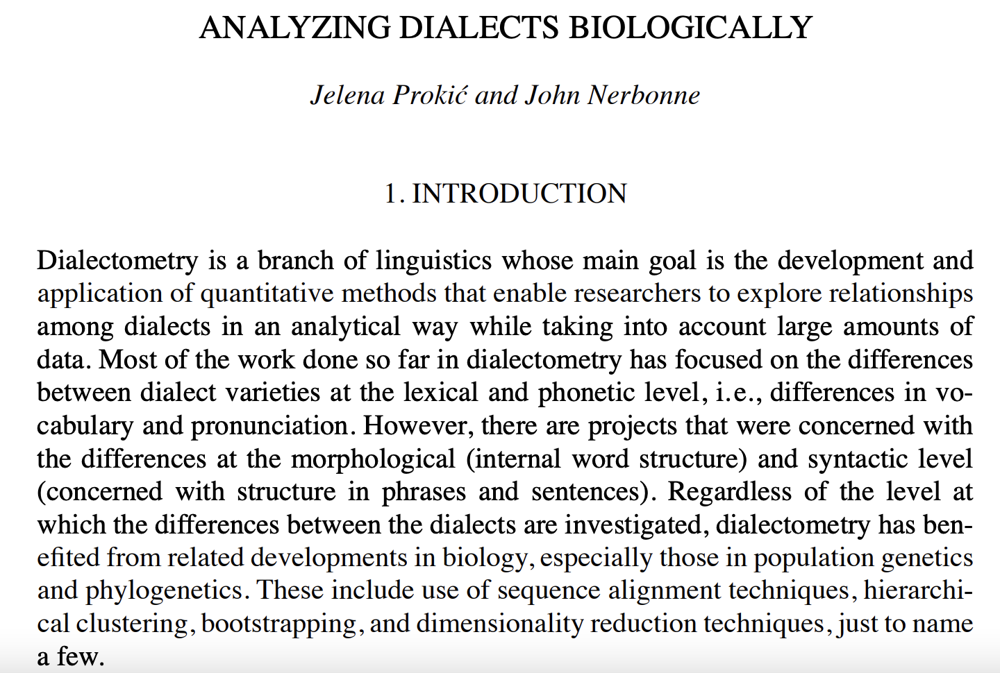 ANALYZING DIALECTS BIOLOGICALLY
Jelena Prokić and John Nerbonne
1. INTRODUCTION
Dialectometry is a branch of linguistics whose main goal is the development and
application of quantitative methods that enable researchers to explore relationships
among dialects in an analytical way while taking into account large amounts of
data. Most of the work done so far in dialectometry has focused on the differences
between dialect varieties at the lexical and phonetic level, i.e., differences in vo-
cabulary and pronunciation. However, there are projects that were concerned with
the differences at the morphological (internal word structure) and syntactic level
(concerned with structure in phrases and sentences). Regardless of the level at
which the differences between the dialects are investigated, dialectometry has ben-
efited from related developments in biology, especially those in population genetics
and phylogenetics. These include use of sequence alignment techniques, hierarchi-
cal clustering, bootstrapping, and dimensionality reduction techniques, just to name
a few.